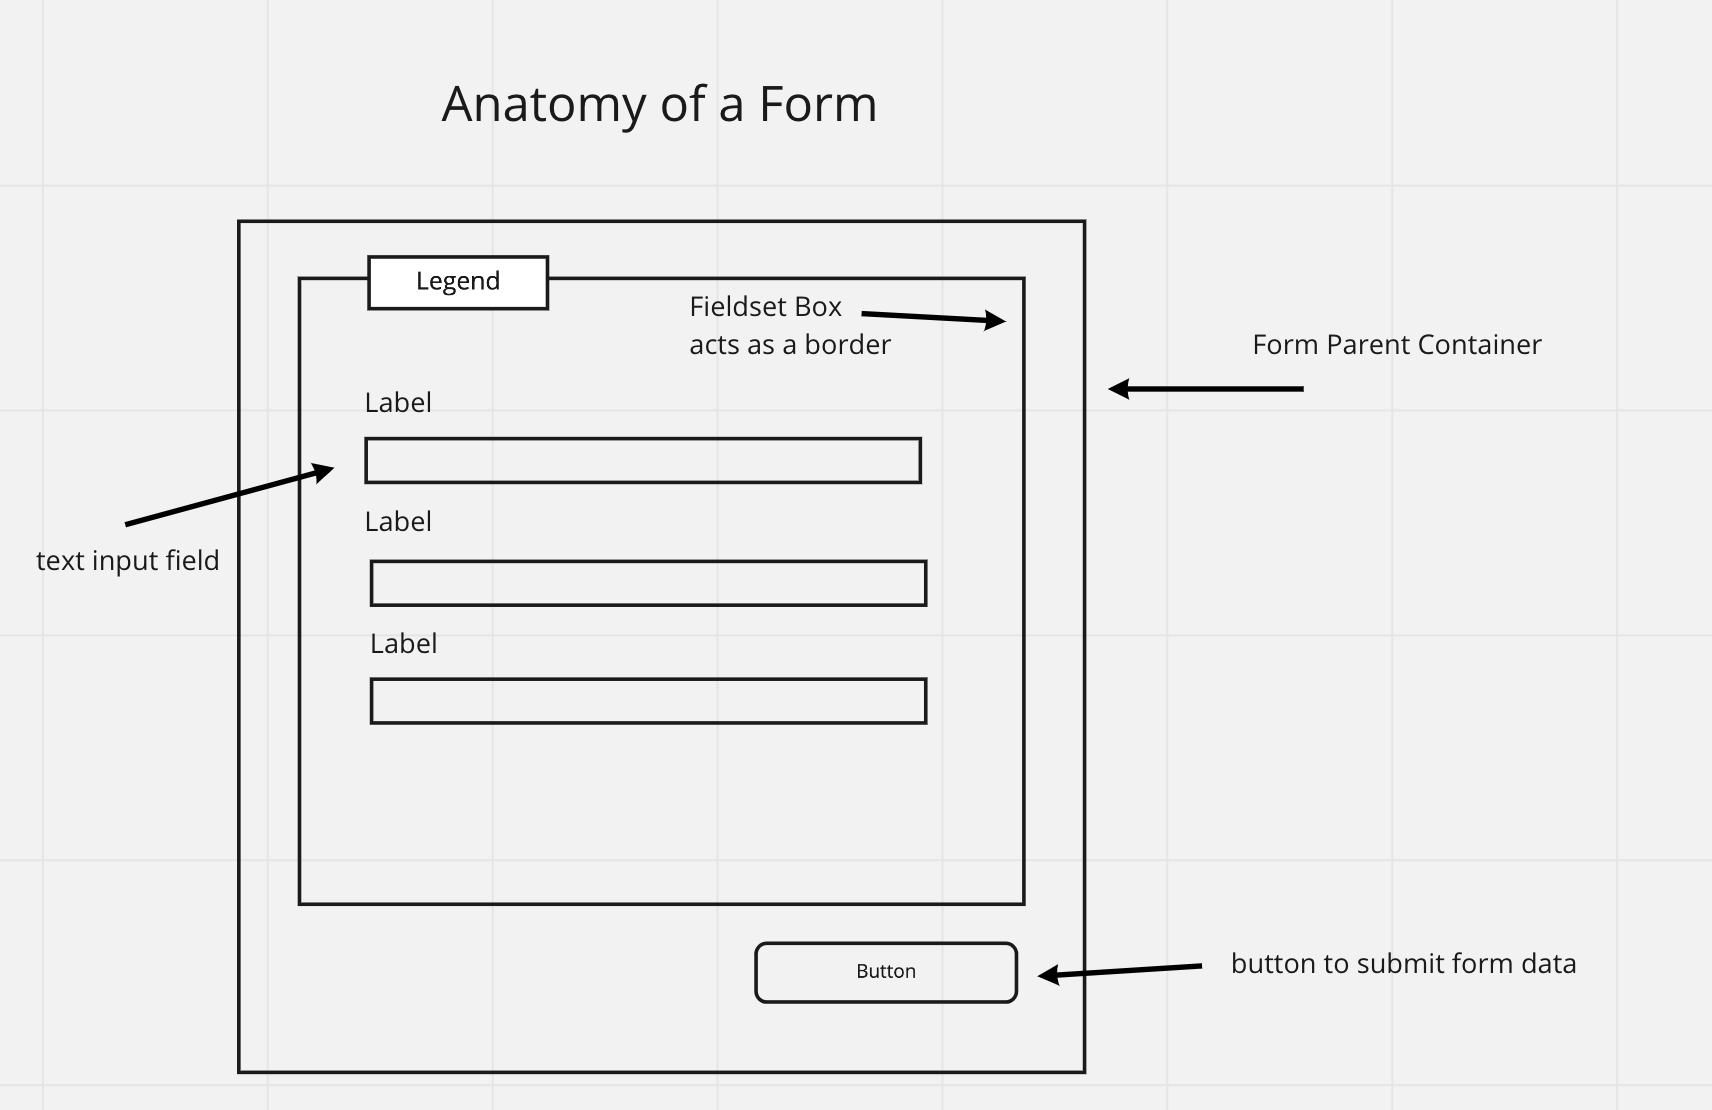 Anatomy of a Form
Legend
Fieldset Box
acts as a border
Form Parent Container
Label
Label
text input field
Label
Button
button to submit form data